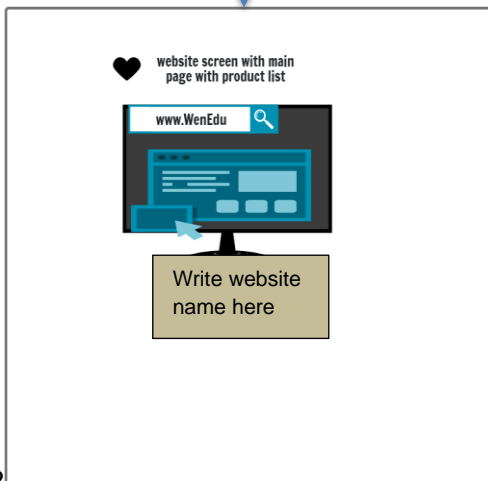 website screen with main
page with product list
www.WenEdu
Write website
name here